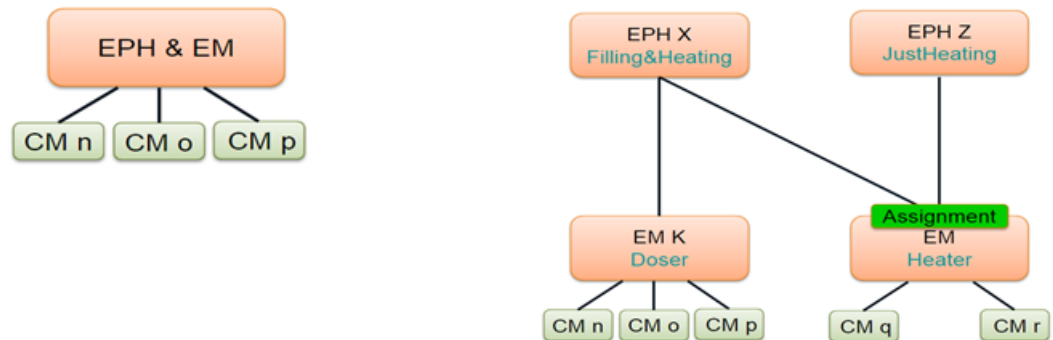 EPH & EM
CM n
CM o
CM p
EPH X
Filling&Heating
EPH Z
JustHeating
Assignment
EM K
Doser
EM
Heater
CM n
CM o
CM p
CM q
CM r